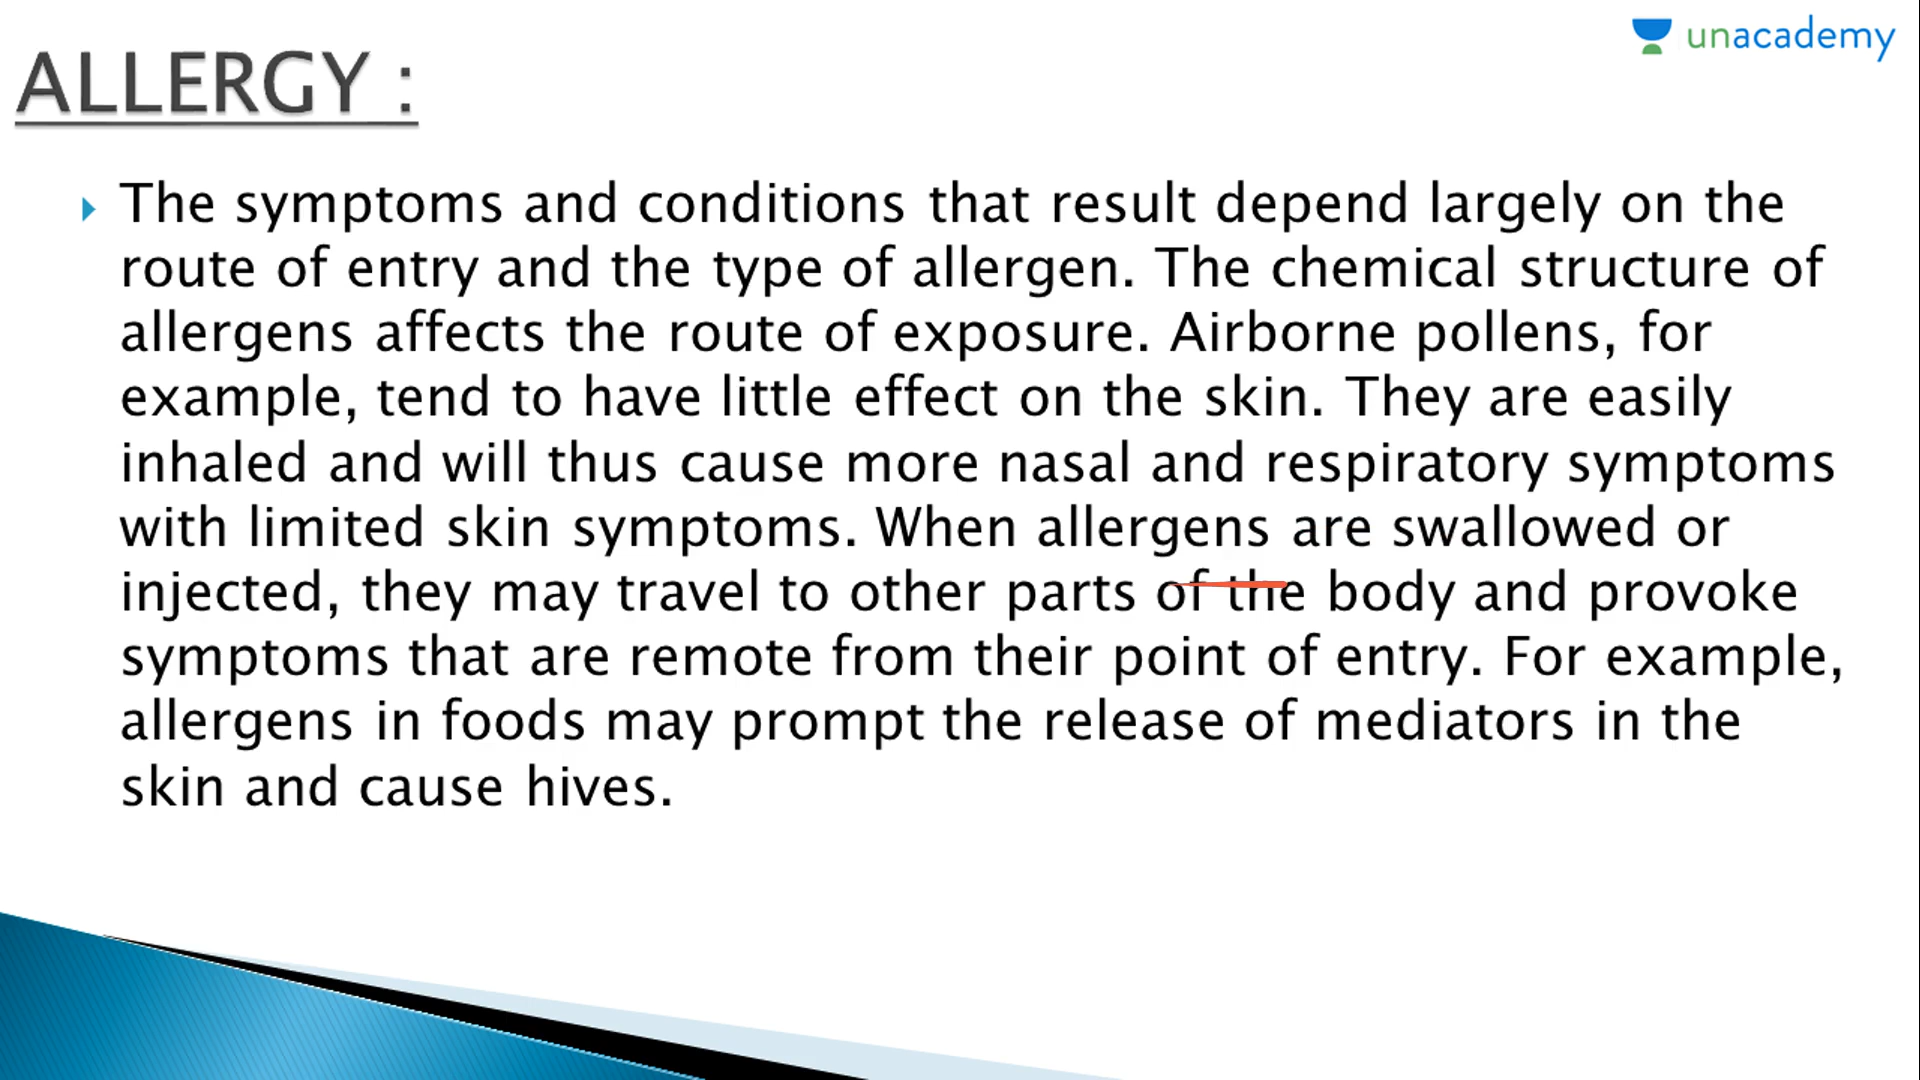 unacademy
ALLERGY :
The symptoms and conditions that result depend largely on the
route of entry and the type of allergen. The chemical structure of
allergens affects the route of exposure. Airborne pollens, for
example, tend to have little effect on the skin. They are easily
inhaled and will thus cause more nasal and respiratory symptoms
with limited skin symptoms. When allergens are swallowed or
injected, they may travel to other parts of the body and provoke
symptoms that are remote from their point of entry. For example,
allergens in foods may prompt the release of mediators in the
skin and cause hives.